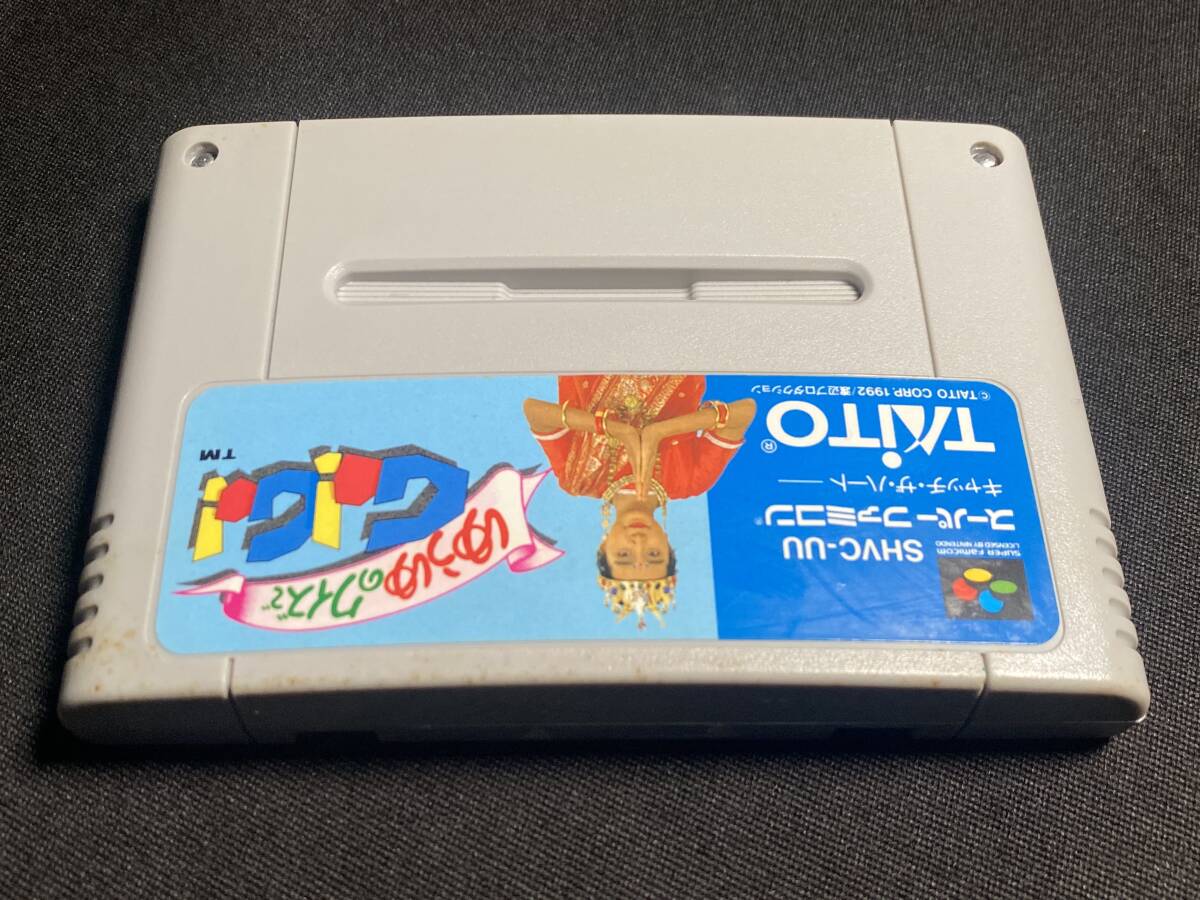 SUPER FAMICOM
LICENSED BY NINTENDO
SHVC-UU
スーパーファミコン®
キャッチ・ザ・ハート
TAITO®
© TAITO CORP. 1992/渡辺プロダクション
ゆうゆのクイズで
GO!GO!
TM